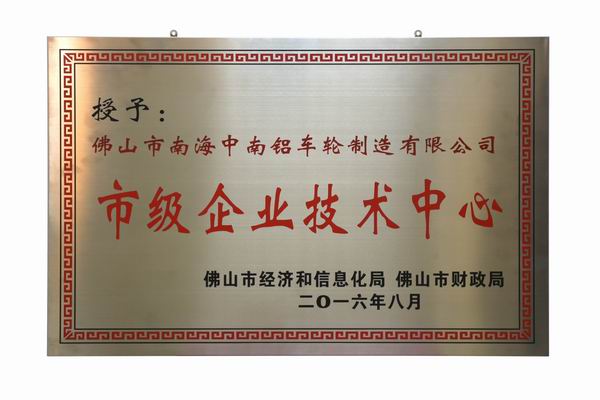 授予：
佛山市南海中南铝车轮制造有限公司
市级企业技术中心
佛山市经济和信息化局 佛山市财政局
二〇一六年八月